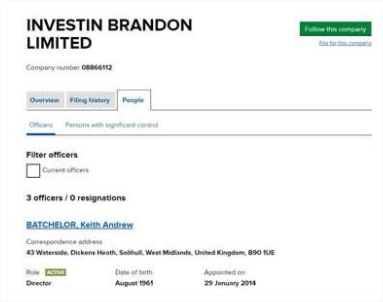 INVESTIN BRANDON
LIMITED
Follow this company
File for this company
Company number 08866112
Overview Filing history People
Officers Persons with significant control
Filter officers
Current officers
3 officers / 0 resignations
BATCHELOR, Keith Andrew
Correspondence address
43 Waterside, Dickens Heath, Solihull, West Midlands, United Kingdom, B90 1UE
Role ACTIVE Date of birth Appointed on
Director August 1961 29 January 2014